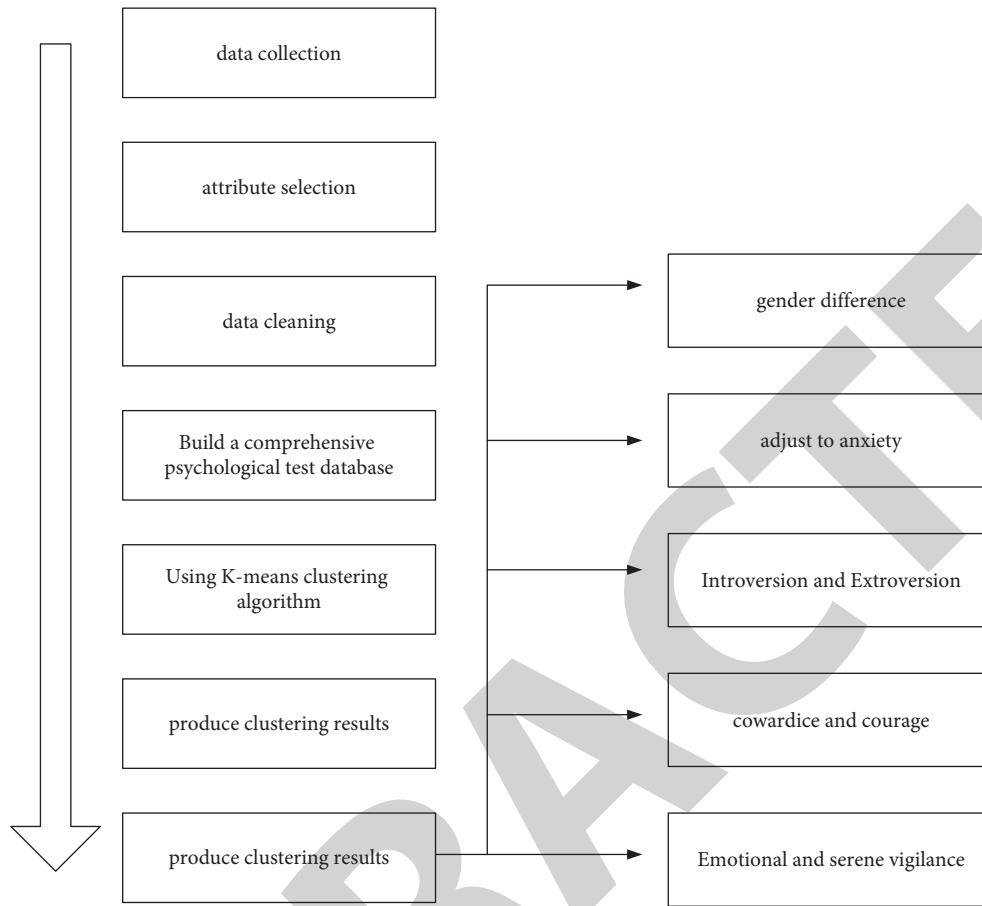 data collection
attribute selection
data cleaning
Build a comprehensive
psychological test database
Using K-means clustering
algorithm
produce clustering results
produce clustering results
gender difference
adjust to anxiety
Introversion and Extroversion
cowardice and courage
Emotional and serene vigilance
RACTE